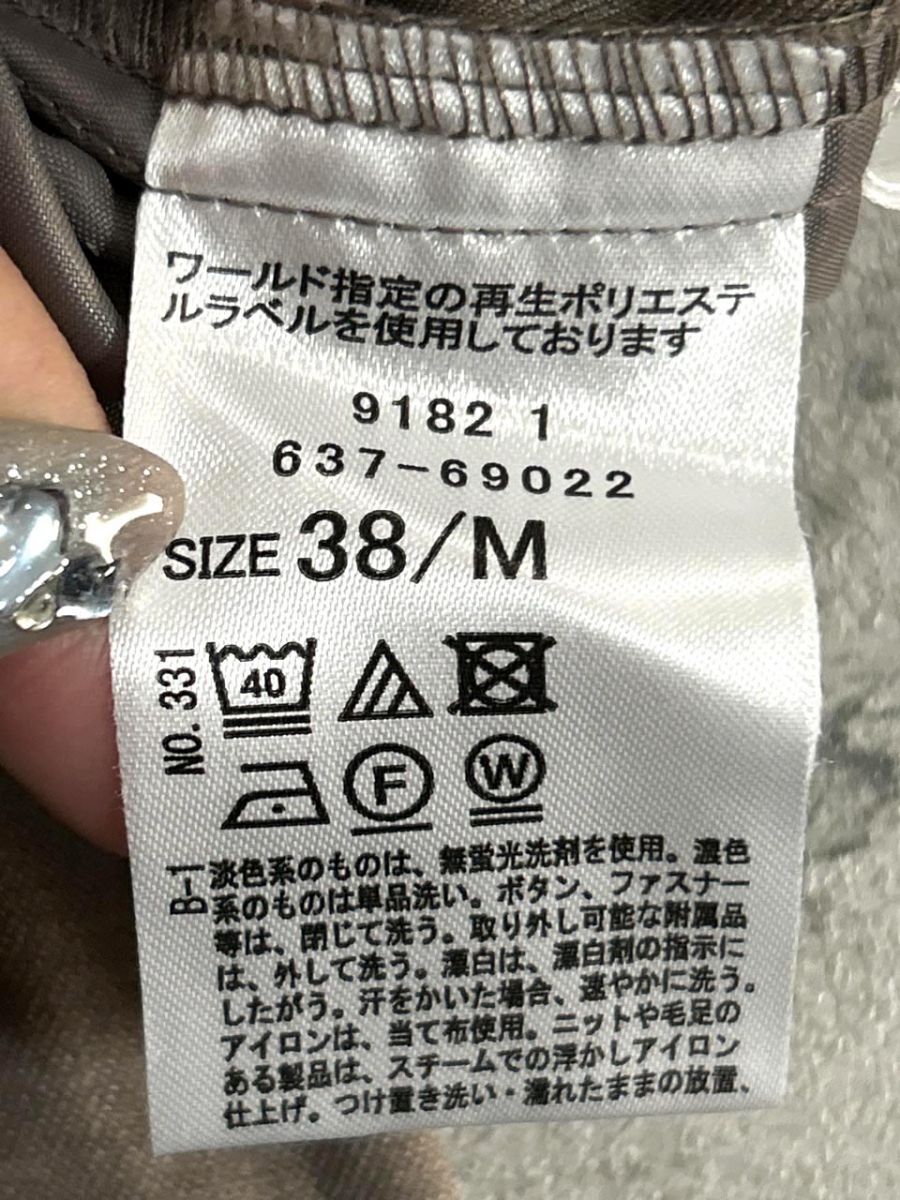 ワールド指定の再生ポリエステ
ルラベルを使用しております
9182 1
637-69022
SIZE 38/M
NO. 331
40
F
W
B-1
淡色系のものは、無蛍光洗剤を使用。濃色
系のものは単品洗い。ボタン、ファスナー
等は、閉じて洗う。取り外し可能な附属品
は、外して洗う。漂白は、漂白剤の指示に
したがう。汗をかいた場合、速やかに洗う。
アイロンは、当て布使用。ニットや毛足の
ある製品は、スチームでの浮かしアイロン
仕上げ。つけ置き洗い・濡れたままの放置、